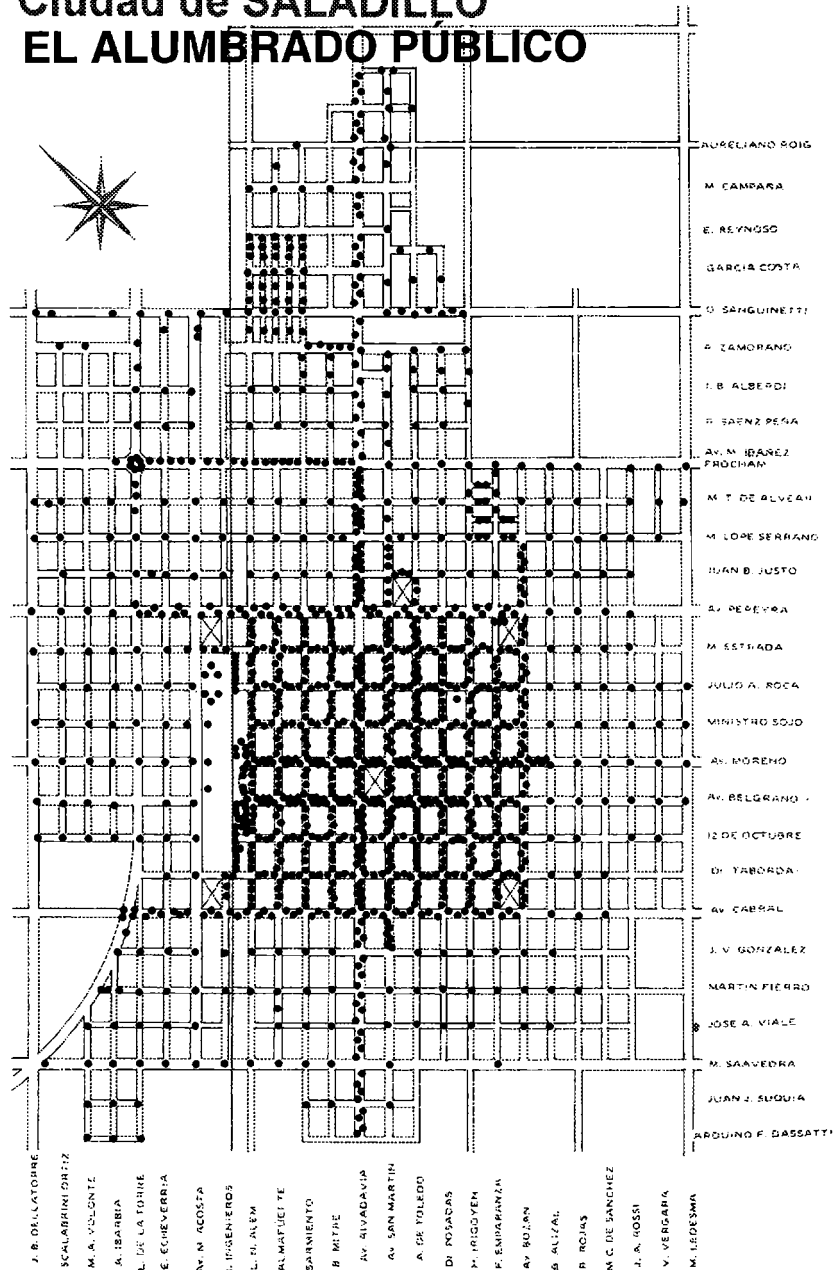 Ciudad de SALADILLO
EL ALUMBRADO PÚBLICO
AURELIANO ROIG
M. CAMPAÑA
E. REYNOSO
GARCIA COSTA
O. SANGUINETTI
A. ZAMORANO
J. B. ALBERDI
R. SAENZ PEÑA
Av. M. IBAÑEZ
FROCHAM
M. T. DE ALVEAR
M. LOPE SERRANO
JUAN B. JUSTO
Av. PEREYRA
M. ESTRADA
JULIO A. ROCA
MINISTRO SOJO
Av. MORENO
Av. BELGRANO
12 DE OCTUBRE
Dr. TABORDA
Av. CABRAL
J. V. GONZALEZ
MARTIN FIERRO
JOSE A. VIALE
M. SAAVEDRA
JUAN J. SUQUIA
ARDUINO F. DASSATTI
J. B. DELLATORRE
SCALABRINI ORTIZ
M. A. VOLONTE
A. IBARBIA
L. DE LA TORRE
E. ECHEVERRIA
Av. M. ACOSTA
J. INGENIEROS
L. N. ALEM
ALMAFUERTE
SARMIENTO
B. MITRE
Av. RIVADAVIA
Av. SAN MARTIN
A. DE TOLEDO
Dr. POSADAS
H. IRIGOYEN
F. EMPARANZA
Av. BOZAN
B. ALIZAL
R. ROJAS
M. C. DE SANCHEZ
J. A. ROSSI
V. VERGARA
M. LEDESMA